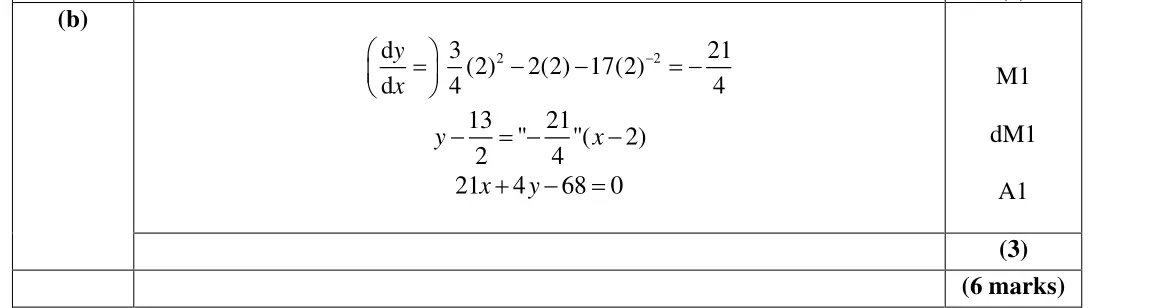 (b)
(dy/dx =) 3/4 (2)² − 2(2) − 17(2)⁻² = −21/4
M1
y − 13/2 = "−21/4"(x − 2)
dM1
21x + 4y − 68 = 0
A1
(3)
(6 marks)